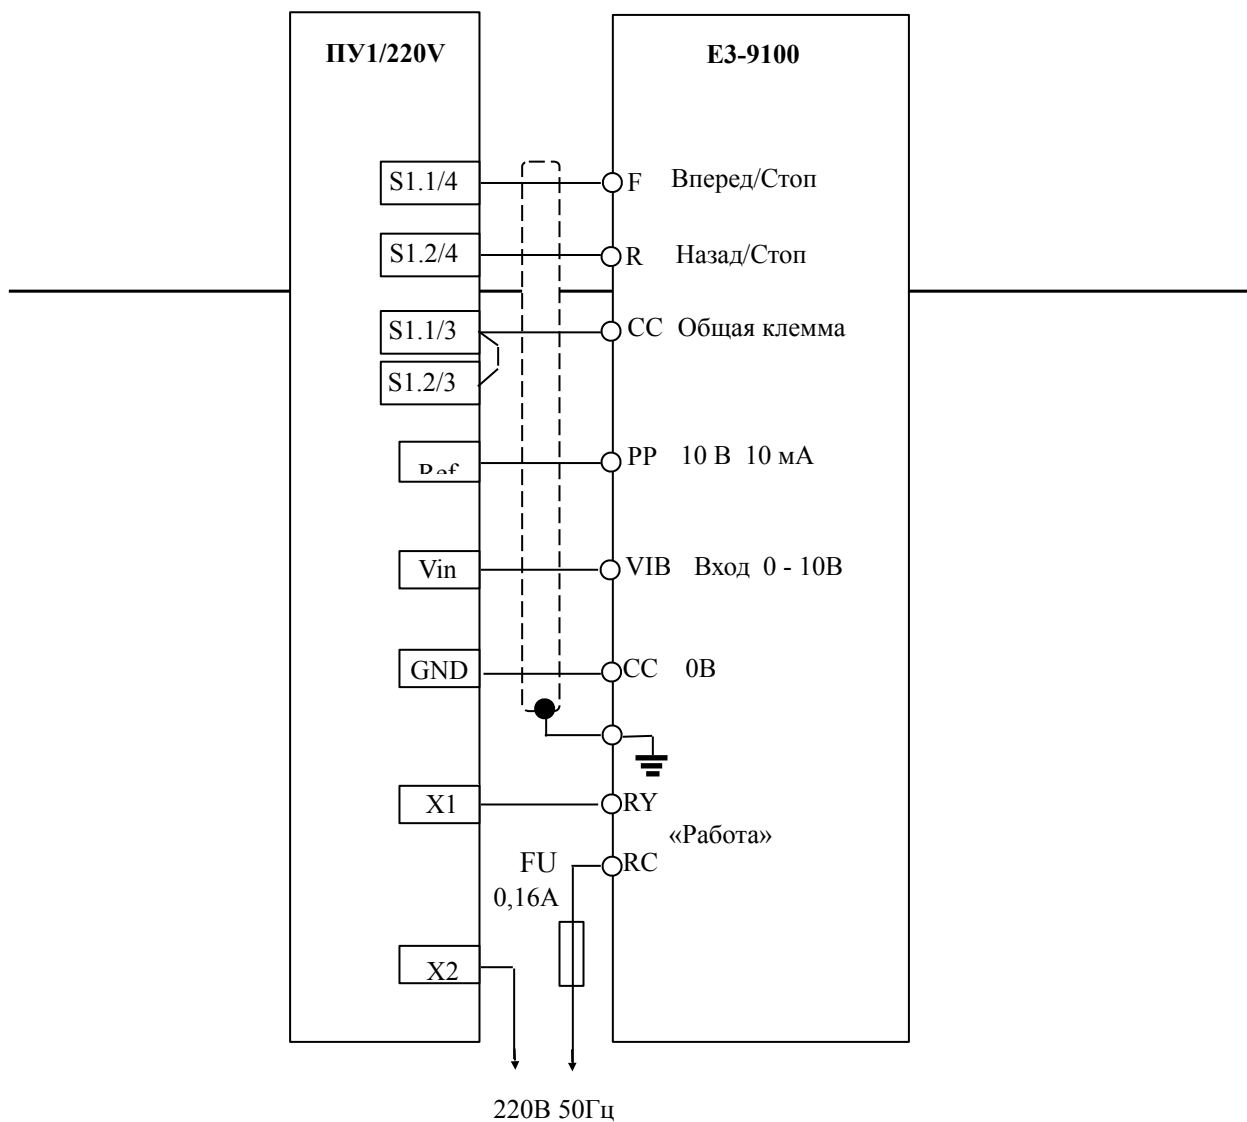 ПУ1/220V
E3-9100
S1.1/4
F Вперед/Стоп
S1.2/4
R Назад/Стоп
S1.1/3
CC Общая клемма
S1.2/3
Ref
PP 10 В 10 мА
Vin
VIB Вход 0 - 10В
GND
CC 0В
X1
RY
«Работа»
FU
RC
0,16А
X2
220В 50Гц